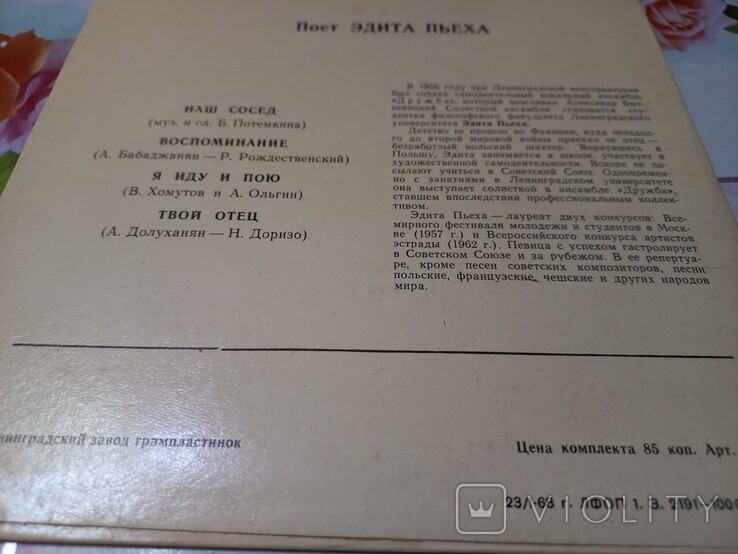 Поет ЭДИТА ПЬЕХА
НАШ СОСЕД
(муз. и сл. Б. Потемкина)
ВОСПОМИНАНИЕ
(А. Бабаджанян — Р. Рождественский)
Я ИДУ И ПОЮ
(В. Хомутов и А. Ольгин)
ТВОЙ ОТЕЦ
(А. Долуханян — Н. Доризо)
В 1956 году при Ленинградской консерватории
был создан самодеятельный вокальный ансамбль
«Дружба», который возглавил Александр Бро-
невицкий. Солисткой ансамбля становится сту-
дентка философского факультета Ленинградского
университета Эдита Пьеха.
Детство ее прошло во Франции, куда незадол-
го до второй мировой войны приехал ее отец —
безработный польский шахтер. Вернувшись в
Польшу, Эдита занимается в школе, участвует в
художественной самодеятельности. Вскоре ее по-
сылают учиться в Советский Союз. Одновремен-
но с занятиями в Ленинградском университете
она выступает солисткой в ансамбле «Дружба»,
ставшем впоследствии профессиональным коллек-
тивом.
Эдита Пьеха — лауреат двух конкурсов: Все-
мирного фестиваля молодежи и студентов в Моск-
ве (1957 г.) и Всероссийского конкурса артистов
эстрады (1962 г.). Певица с успехом гастролирует
в Советском Союзе и за рубежом. В ее репертуа-
ре, кроме песен советских композиторов, песни
польские, французские, чешские и других народов
мира.
нинградский завод грампластинок
Цена комплекта 85 коп. Арт.
23/I-63 г. ЛФОП 1. З. 2191—1000
VIOLITY